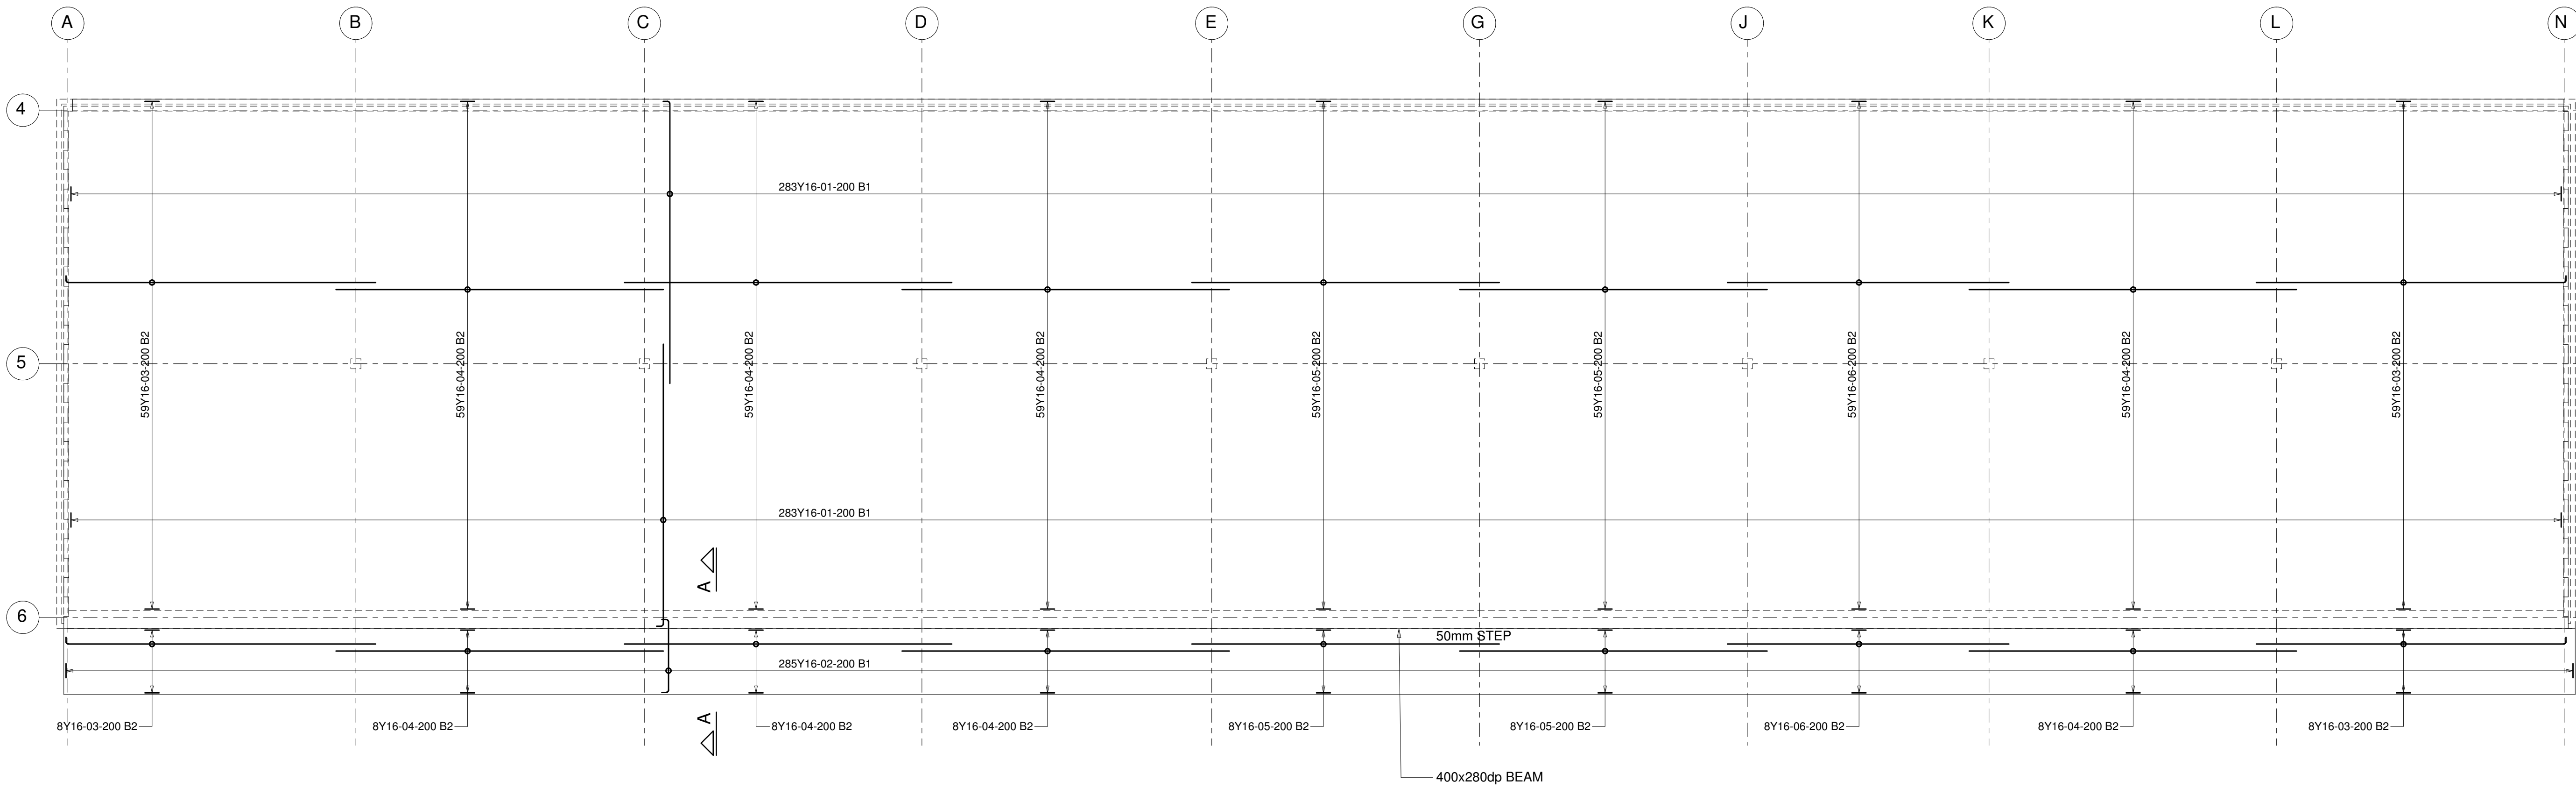 A B C D E G J K L N
4
283Y16-01-200 B1
59Y16-03-200 B2
59Y16-04-200 B2
59Y16-04-200 B2
59Y16-04-200 B2
59Y16-05-200 B2
59Y16-05-200 B2
59Y16-06-200 B2
59Y16-04-200 B2
59Y16-03-200 B2
5
283Y16-01-200 B1
A
6
50mm STEP
285Y16-02-200 B1
A
8Y16-03-200 B2
8Y16-04-200 B2
8Y16-04-200 B2
8Y16-04-200 B2
8Y16-05-200 B2
8Y16-05-200 B2
8Y16-06-200 B2
8Y16-04-200 B2
8Y16-03-200 B2
400x280dp BEAM